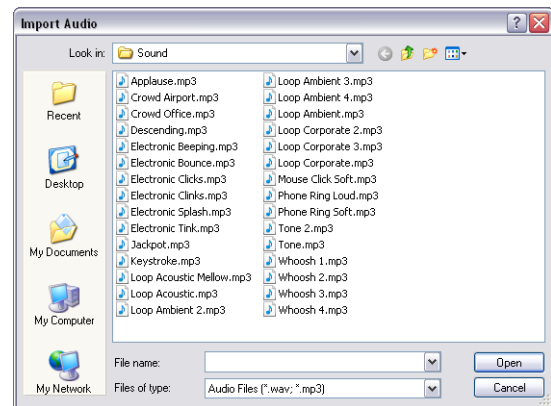 Import Audio
Look in: Sound
Recent
Desktop
My Documents
My Computer
My Network
Applause.mp3
Crowd Airport.mp3
Crowd Office.mp3
Descending.mp3
Electronic Beeping.mp3
Electronic Bounce.mp3
Electronic Clicks.mp3
Electronic Clinks.mp3
Electronic Splash.mp3
Electronic Tink.mp3
Jackpot.mp3
Keystroke.mp3
Loop Acoustic Mellow.mp3
Loop Acoustic.mp3
Loop Ambient 2.mp3
Loop Ambient 3.mp3
Loop Ambient 4.mp3
Loop Ambient.mp3
Loop Corporate 2.mp3
Loop Corporate 3.mp3
Loop Corporate.mp3
Mouse Click Soft.mp3
Phone Ring Loud.mp3
Phone Ring Soft.mp3
Tone 2.mp3
Tone.mp3
Whoosh 1.mp3
Whoosh 2.mp3
Whoosh 3.mp3
Whoosh 4.mp3
File name:
Open
Files of type: Audio Files (*.wav; *.mp3)
Cancel